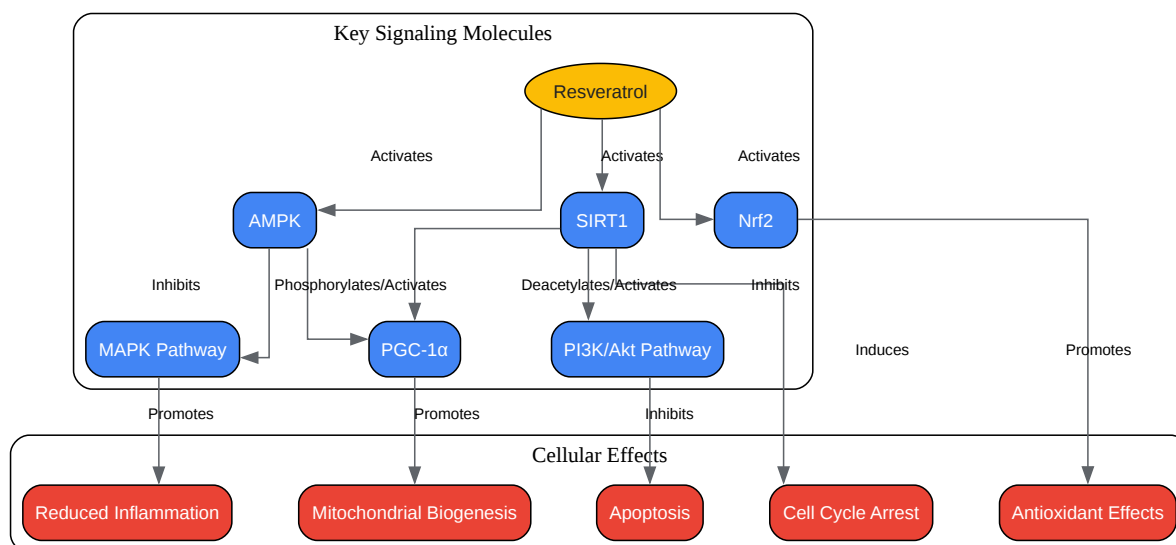 Key Signaling Molecules
Resveratrol
Activates
Activates
Activates
AMPK
SIRT1
Nrf2
Inhibits
Phosphorylates/Activates
Deacetylates/Activates
Inhibits
MAPK Pathway
PGC-1α
PI3K/Akt Pathway
Induces
Promotes
Promotes
Promotes
Inhibits
Cellular Effects
Reduced Inflammation
Mitochondrial Biogenesis
Apoptosis
Cell Cycle Arrest
Antioxidant Effects